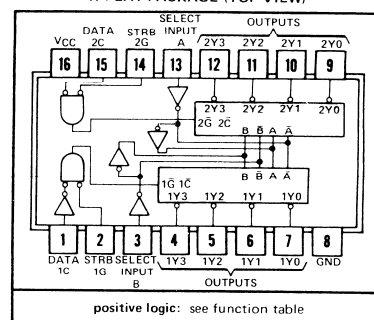 SELECT
DATA STRB INPUT OUTPUTS
VCC 2C 2G A 2Y3 2Y2 2Y1 2Y0
16 15 14 13 12 11 10 9
2Y3 2Y2 2Y1 2Y0
2G̅ 2C̅
B B̅ A A̅
B B̅ A A̅
1G̅ 1C̅
1Y3 1Y2 1Y1 1Y0
1 2 3 4 5 6 7 8
DATA STRB SELECT 1Y3 1Y2 1Y1 1Y0 GND
1C 1G INPUT OUTPUTS
B
positive logic: see function table